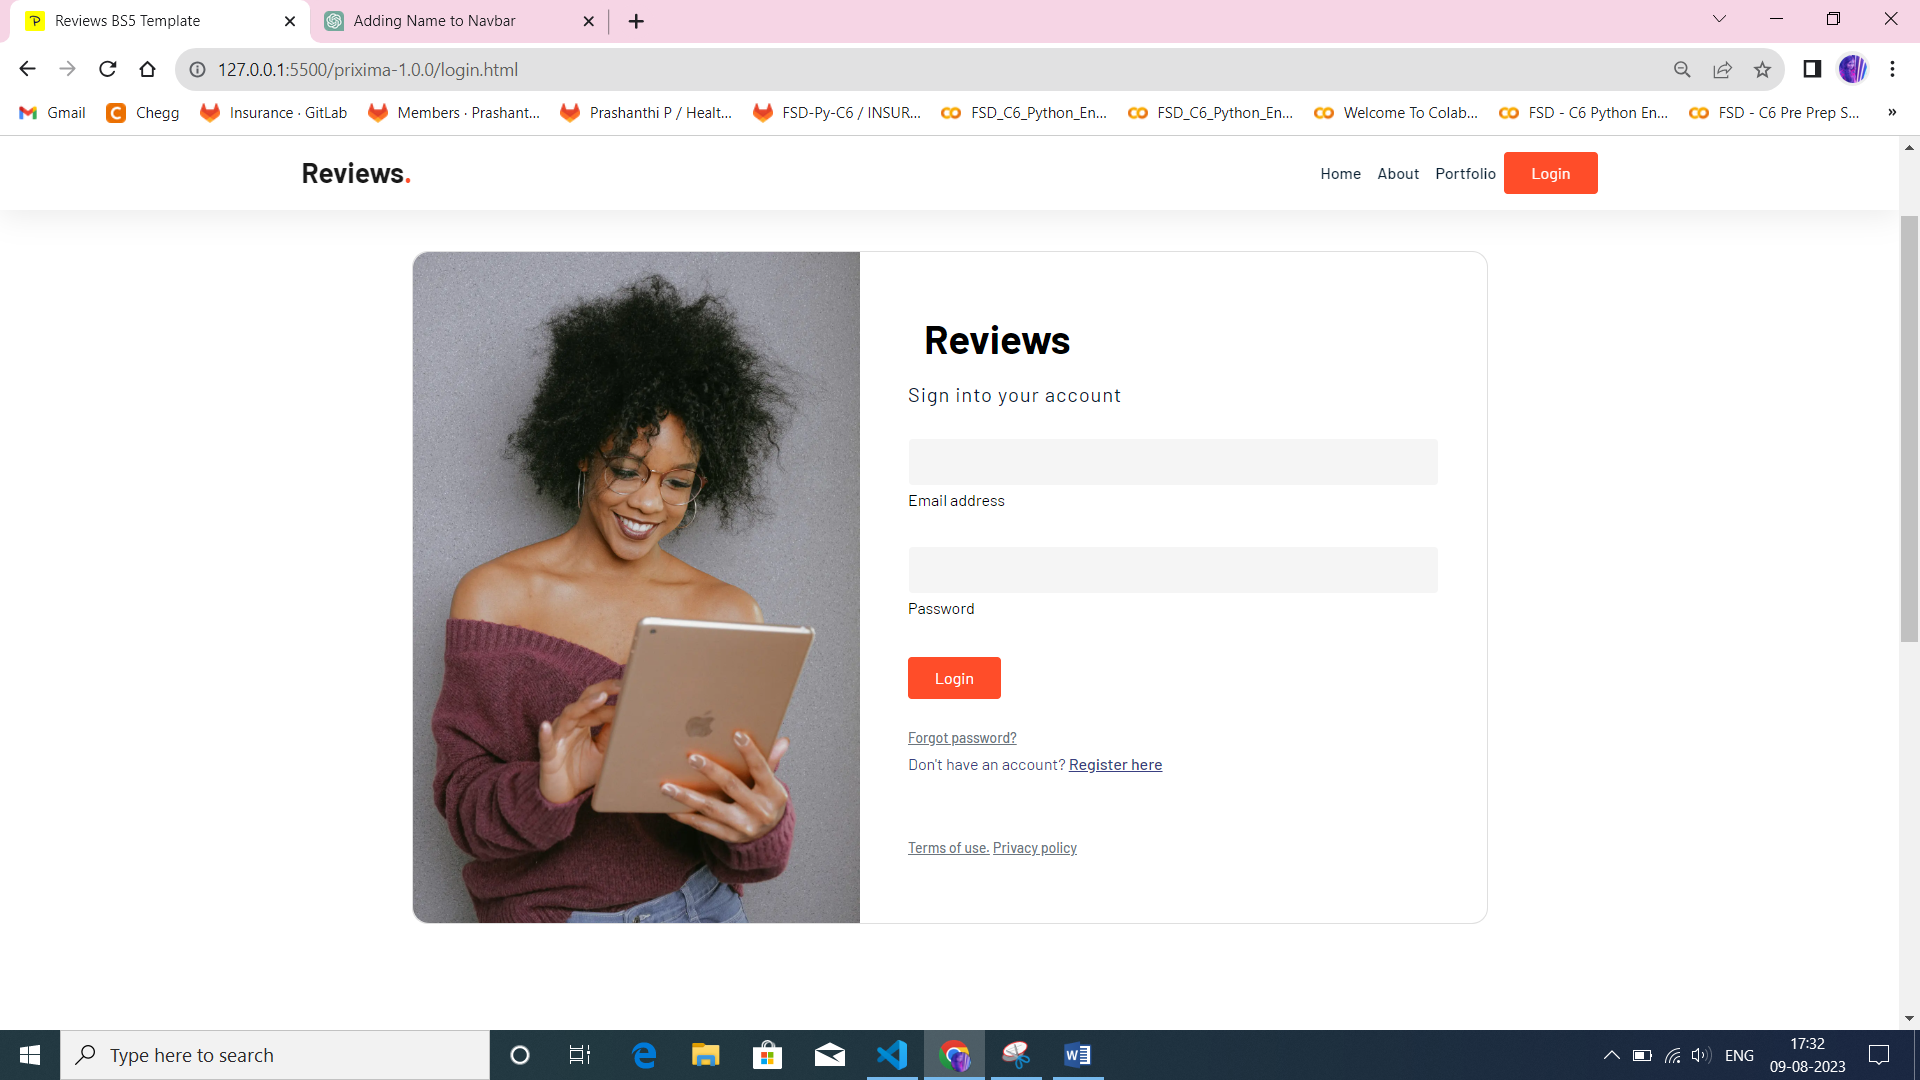 Reviews BS5 Template
Adding Name to Navbar
127.0.0.1:5500/prixima-1.0.0/login.html
Gmail
Chegg
Insurance · GitLab
Members · Prashant...
Prashanthi P / Healt...
FSD-Py-C6 / INSUR...
FSD_C6_Python_En...
FSD_C6_Python_En...
Welcome To Colab...
FSD - C6 Python En...
FSD - C6 Pre Prep S...
»
Reviews.
Home
About
Portfolio
Login
Reviews
Sign into your account
Email address
Password
Login
Forgot password?
Don't have an account? Register here
Terms of use. Privacy policy
Type here to search
ENG
17:32
09-08-2023